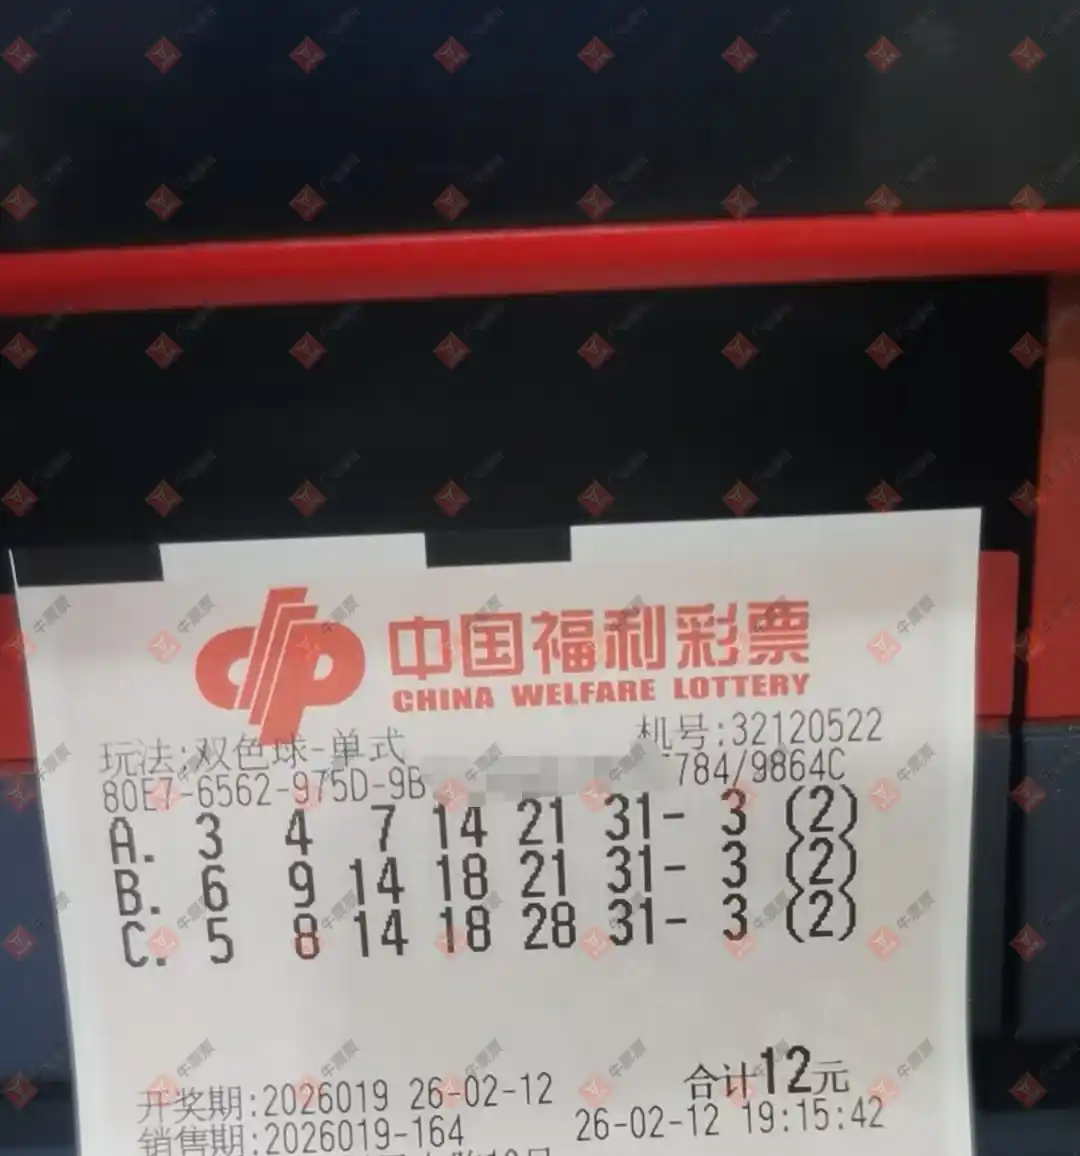 中国福利彩票
CHINA WELFARE LOTTERY
玩法:双色球-单式 机号:32120522
80E7-6562-975D-9B 784/9864C
A. 3 4 7 14 21 31- 3 (2)
B. 6 9 14 18 21 31- 3 (2)
C. 5 8 14 18 28 31- 3 (2)
合计12元
开奖期:2026019 26-02-12
销售期:2026019-164 26-02-12 19:15:42
牛票票